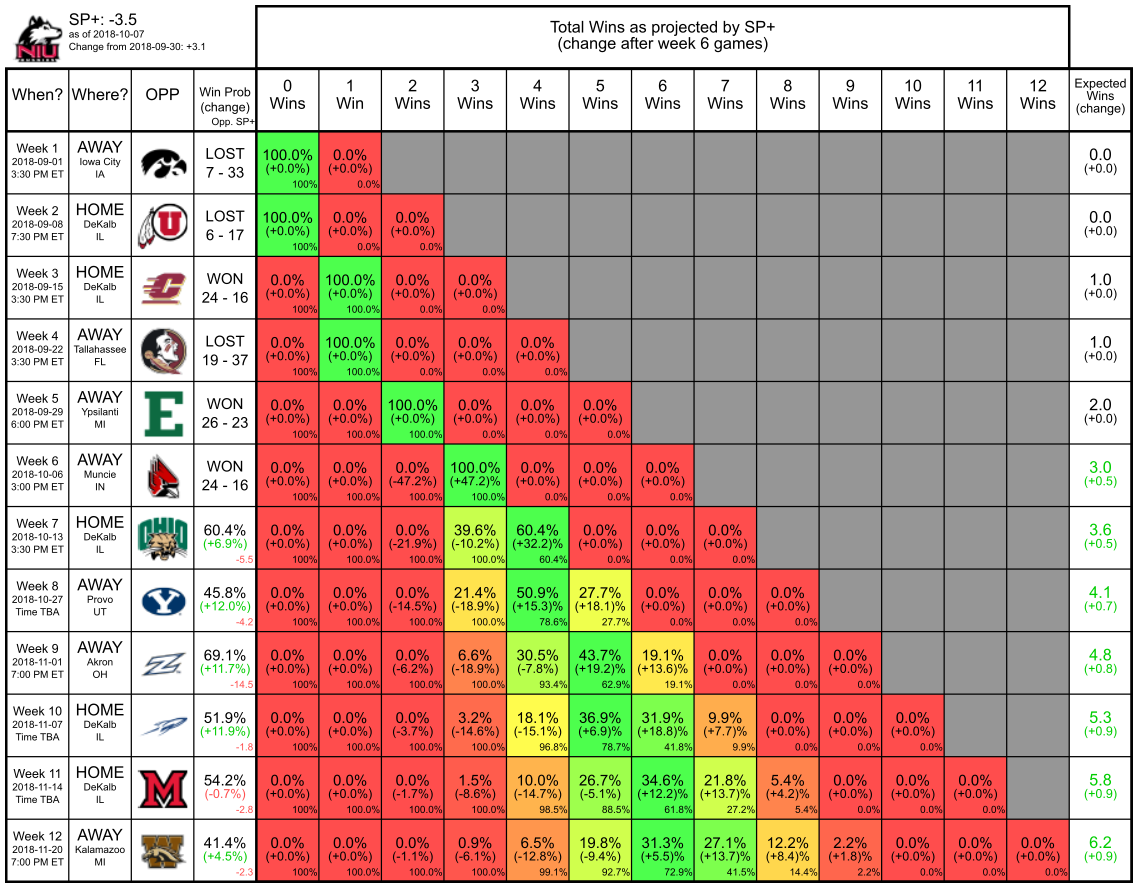 SP+: -3.5
as of 2018-10-07
Change from 2018-09-30: +3.1
NIU
HUSKIES
Total Wins as projected by SP+
(change after week 6 games)
When? Where? OPP Win Prob (change) Opp. SP+ 0 Wins 1 Win 2 Wins 3 Wins 4 Wins 5 Wins 6 Wins 7 Wins 8 Wins 9 Wins 10 Wins 11 Wins 12 Wins Expected Wins (change)
Week 1 AWAY LOST 100.0% 0.0% 0.0
2018-09-01 Iowa City (+0.0%) (+0.0%) (+0.0)
3:30 PM ET IA 7 - 33 100% 0.0%
Week 2 HOME U LOST 100.0% 0.0% 0.0% 0.0
2018-09-08 DeKalb (+0.0%) (+0.0%) (+0.0%) (+0.0)
7:30 PM ET IL 6 - 17 100% 0.0% 0.0%
Week 3 HOME C WON 0.0% 100.0% 0.0% 0.0% 1.0
2018-09-15 DeKalb (+0.0%) (+0.0%) (+0.0%) (+0.0%) (+0.0)
3:30 PM ET IL 24 - 16 100% 100.0% 0.0% 0.0%
Week 4 AWAY LOST 0.0% 100.0% 0.0% 0.0% 0.0% 1.0
2018-09-22 Tallahassee (+0.0%) (+0.0%) (+0.0%) (+0.0%) (+0.0%) (+0.0)
3:30 PM ET FL 19 - 37 100% 100.0% 0.0% 0.0% 0.0%
Week 5 AWAY E WON 0.0% 0.0% 100.0% 0.0% 0.0% 0.0% 2.0
2018-09-29 Ypsilanti (+0.0%) (+0.0%) (+0.0%) (+0.0%) (+0.0%) (+0.0%) (+0.0)
6:00 PM ET MI 26 - 23 100% 100.0% 100.0% 0.0% 0.0% 0.0%
Week 6 AWAY WON 0.0% 0.0% 0.0% 100.0% 0.0% 0.0% 0.0% 3.0
2018-10-06 Muncie (+0.0%) (+0.0%) (-47.2%) (+47.2%) (+0.0%) (+0.0%) (+0.0%) (+0.5)
3:00 PM ET IN 24 - 16 100% 100.0% 100.0% 100.0% 0.0% 0.0% 0.0%
Week 7 HOME OHIO 60.4% 0.0% 0.0% 0.0% 39.6% 60.4% 0.0% 0.0% 0.0% 3.6
2018-10-13 DeKalb (+6.9%) (+0.0%) (+0.0%) (-21.9%) (-10.2%) (+32.2)% (+0.0%) (+0.0%) (+0.0%) (+0.5)
3:30 PM ET IL -5.5 100% 100.0% 100.0% 100.0% 60.4% 0.0% 0.0% 0.0%
Week 8 AWAY Y 45.8% 0.0% 0.0% 0.0% 21.4% 50.9% 27.7% 0.0% 0.0% 0.0% 4.1
2018-10-27 Provo (+12.0%) (+0.0%) (+0.0%) (-14.5%) (-18.9%) (+15.3)% (+18.1)% (+0.0%) (+0.0%) (+0.0%) (+0.7)
Time TBA UT -4.2 100% 100.0% 100.0% 100.0% 78.6% 27.7% 0.0% 0.0% 0.0%
Week 9 AWAY 69.1% 0.0% 0.0% 0.0% 6.6% 30.5% 43.7% 19.1% 0.0% 0.0% 0.0% 4.8
2018-11-01 Akron (+11.7%) (+0.0%) (+0.0%) (-6.2%) (-18.9%) (-7.8%) (+19.2)% (+13.6)% (+0.0%) (+0.0%) (+0.0%) (+0.8)
7:00 PM ET OH -14.5 100% 100.0% 100.0% 100.0% 93.4% 62.9% 19.1% 0.0% 0.0% 0.0%
Week 10 HOME 51.9% 0.0% 0.0% 0.0% 3.2% 18.1% 36.9% 31.9% 9.9% 0.0% 0.0% 0.0% 5.3
2018-11-07 DeKalb (+11.9%) (+0.0%) (+0.0%) (-3.7%) (-14.6%) (-15.1%) (+6.9)% (+18.8)% (+7.7)% (+0.0%) (+0.0%) (+0.0%) (+0.9)
Time TBA IL -1.8 100% 100.0% 100.0% 100.0% 96.8% 78.7% 41.8% 9.9% 0.0% 0.0% 0.0%
Week 11 HOME M 54.2% 0.0% 0.0% 0.0% 1.5% 10.0% 26.7% 34.6% 21.8% 5.4% 0.0% 0.0% 0.0% 5.8
2018-11-14 DeKalb (-0.7%) (+0.0%) (+0.0%) (-1.7%) (-8.6%) (-14.7%) (-5.1%) (+12.2)% (+13.7)% (+4.2)% (+0.0%) (+0.0%) (+0.0%) (+0.9)
Time TBA IL -2.8 100% 100.0% 100.0% 100.0% 98.5% 88.5% 61.8% 27.2% 5.4% 0.0% 0.0% 0.0%
Week 12 AWAY W 41.4% 0.0% 0.0% 0.0% 0.9% 6.5% 19.8% 31.3% 27.1% 12.2% 2.2% 0.0% 0.0% 0.0% 6.2
2018-11-20 Kalamazoo (+4.5%) (+0.0%) (+0.0%) (-1.1%) (-6.1%) (-12.8%) (-9.4%) (+5.5)% (+13.7)% (+8.4)% (+1.8)% (+0.0%) (+0.0%) (+0.0%) (+0.9)
7:00 PM ET MI -2.3 100% 100.0% 100.0% 100.0% 99.1% 92.7% 72.9% 41.5% 14.4% 2.2% 0.0% 0.0% 0.0%